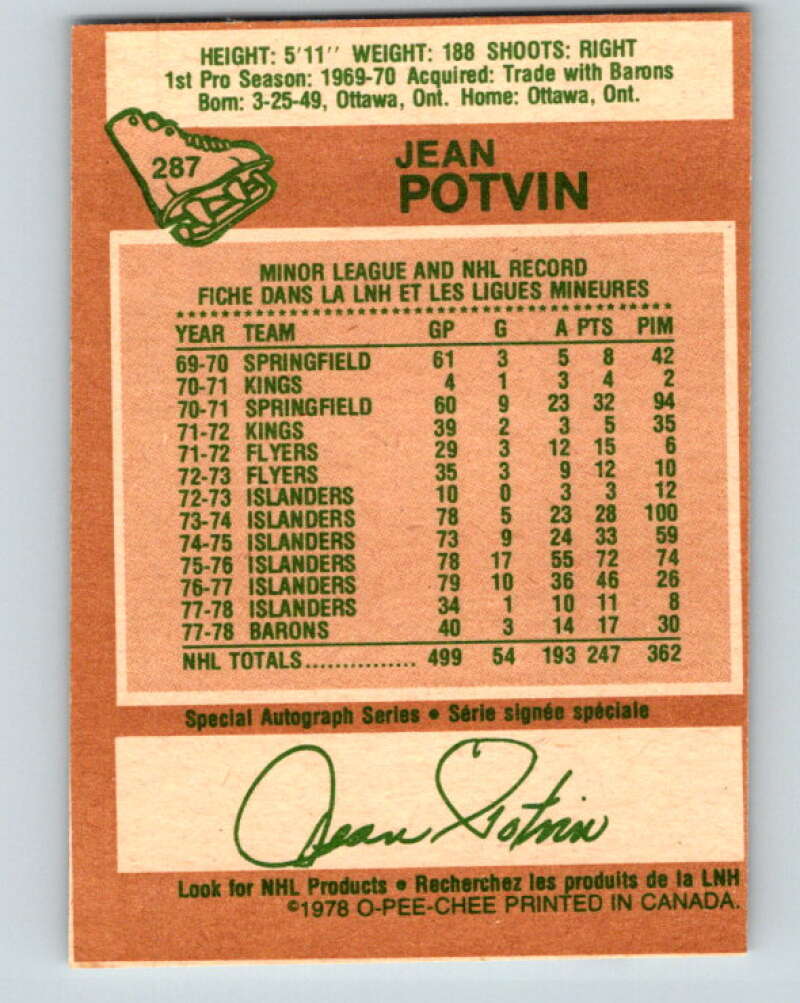 HEIGHT: 5'11'' WEIGHT: 188 SHOOTS: RIGHT
1st Pro Season: 1969-70 Acquired: Trade with Barons
Born: 3-25-49, Ottawa, Ont. Home: Ottawa, Ont.
287
JEAN
POTVIN
MINOR LEAGUE AND NHL RECORD
FICHE DANS LA LNH ET LES LIGUES MINEURES
YEAR TEAM GP G A PTS PIM
69-70 SPRINGFIELD 61 3 5 8 42
70-71 KINGS 4 1 3 4 2
70-71 SPRINGFIELD 60 9 23 32 94
71-72 KINGS 39 2 3 5 35
71-72 FLYERS 29 3 12 15 6
72-73 FLYERS 35 3 9 12 10
72-73 ISLANDERS 10 0 3 3 12
73-74 ISLANDERS 78 5 23 28 100
74-75 ISLANDERS 73 9 24 33 59
75-76 ISLANDERS 78 17 55 72 74
76-77 ISLANDERS 79 10 36 46 26
77-78 ISLANDERS 34 1 10 11 8
77-78 BARONS 40 3 14 17 30
NHL TOTALS............... 499 54 193 247 362
Special Autograph Series • Série signée spéciale
Jean Potvin
Look for NHL Products • Recherchez les produits de la LNH
©1978 O-PEE-CHEE PRINTED IN CANADA.